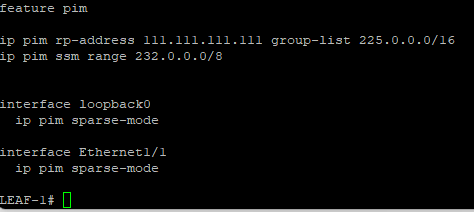 feature pim
ip pim rp-address 111.111.111.111 group-list 225.0.0.0/16
ip pim ssm range 232.0.0.0/8
interface loopback0
  ip pim sparse-mode
interface Ethernet1/1
  ip pim sparse-mode
LEAF-1#